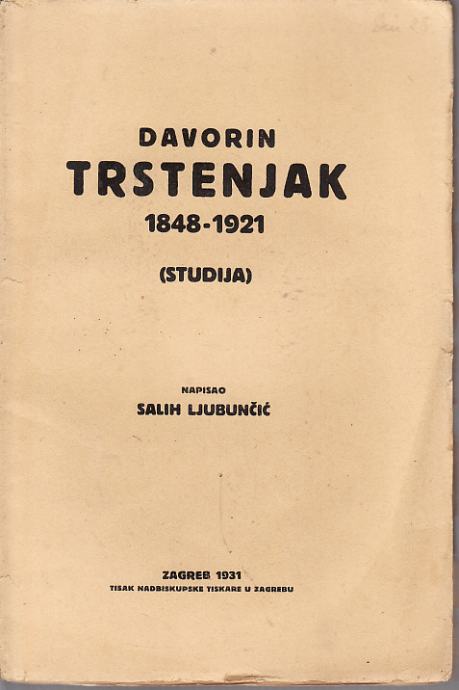 DAVORIN
TRSTENJAK
1848-1921
(STUDIJA)
NAPISAO
SALIH LJUBUNČIĆ
ZAGREB 1931
TISAK NADBISKUPSKE TISKARE U ZAGREBU